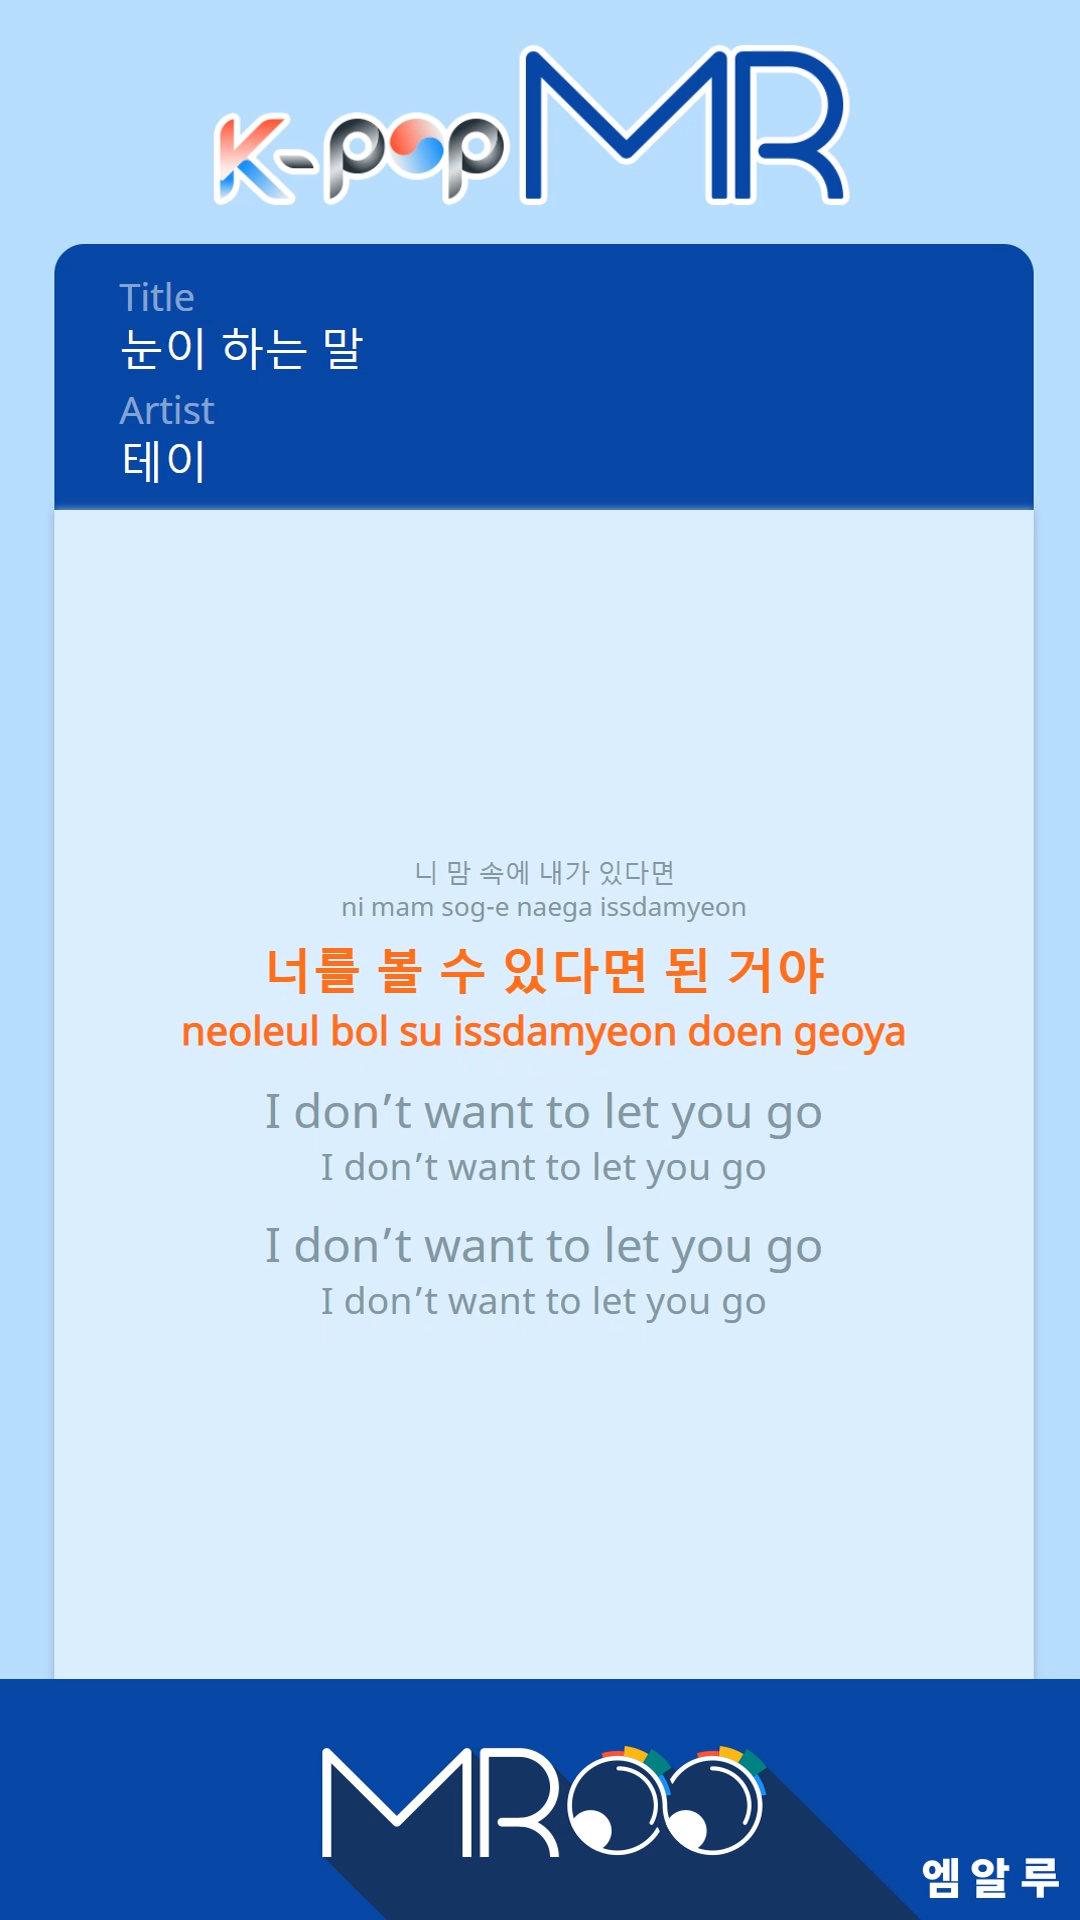 K-pop MR
Title
눈이 하는 말
Artist
테이
니 맘 속에 내가 있다면
ni mam sog-e naega issdamyeon
너를 볼 수 있다면 된 거야
neoleul bol su issdamyeon doen geoya
I don’t want to let you go
I don’t want to let you go
I don’t want to let you go
I don’t want to let you go
MROO
엠알루